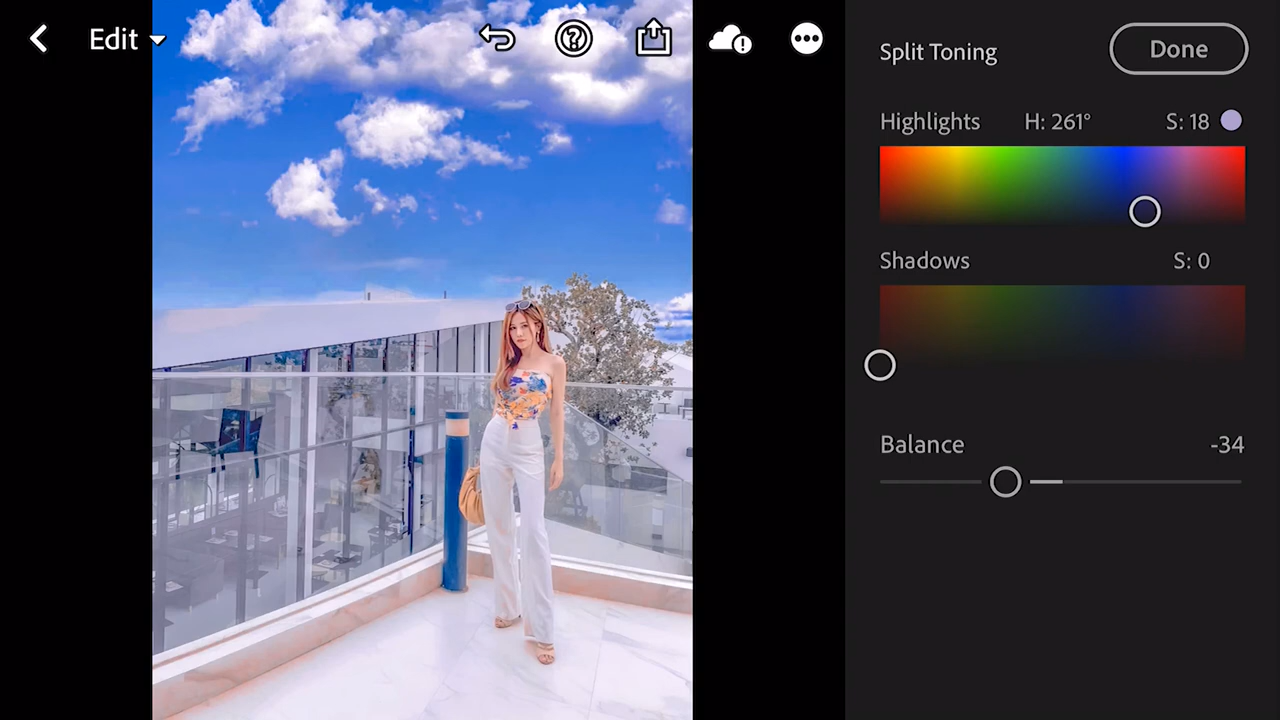 Edit
Split Toning
Done
Highlights H: 261° S: 18
Shadows S: 0
Balance -34